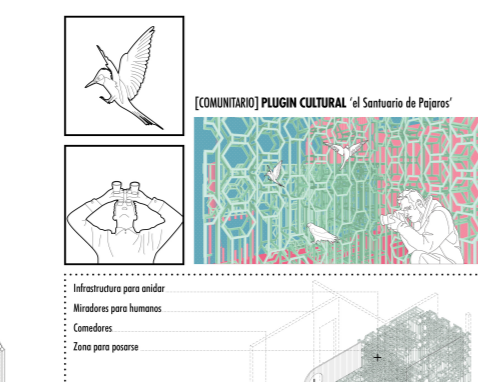 [COMUNITARIO] PLUGIN CULTURAL ‘el Santuario de Pajaros’
Infrastructura para anidar
Miradores para humanos
Comedores
Zona para posarse